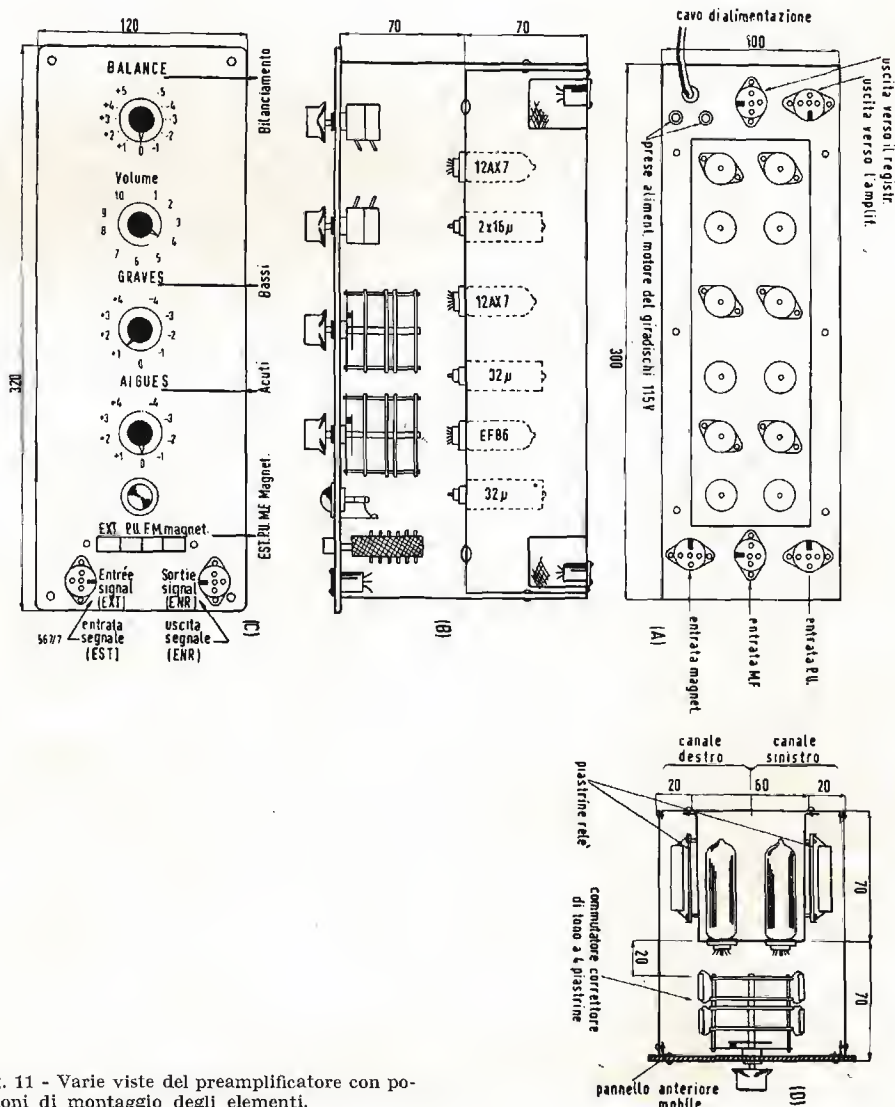 120
BALANCE
+5 -5
+4 -4
+3 -3
+2 -2
+1 0 -1
Bilanciamento
Volume
10 1
9 2
8 3
7 6 5 4
GRAVES
+4 -4
+3 -3
+2 -2
+1 0 -1
Bassi
AIGUES
+4 -4
+3 -3
+2 -2
+1 0 -1
Acuti
EXT. P.U. F.M. magnet.
EST. P.U. M.F. Magnet.
Entrée
signal
(EXT)
Sortie
signal
(ENR)
567/7
entrata
segnale
(EST)
uscita
segnale
(ENR)
(C)
320
70 70
12AX7
2x16µ
12AX7
32µ
EF86
32µ
(B)
cavo di alimentazione
100
uscita verso il registr.
uscita verso l'amplif.
prese aliment. motore del giradischi 115V
300
(A)
entrata magnet.
entrata M.F
entrata P.U.
canale
destro
canale
sinistro
20 60 20
piastrine relè
70
20
70
commutatore correttore
di tono a 4 piastrine
pannello anteriore
mobile
(D)
g. 11 - Varie viste del preamplificatore con po-
oni di montaggio degli elementi.